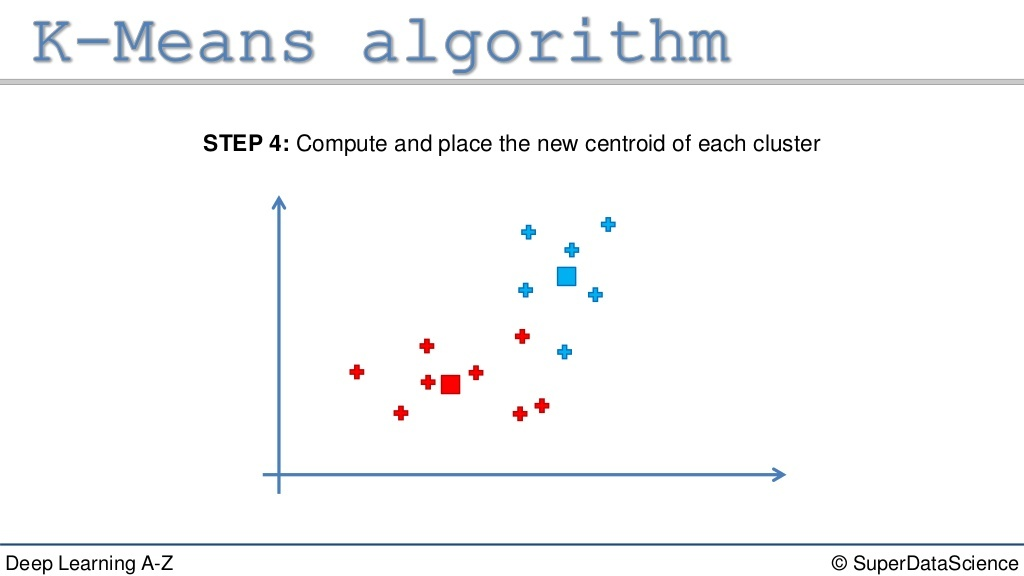 K-Means algorithm
STEP 4: Compute and place the new centroid of each cluster
Deep Learning A-Z
© SuperDataScience